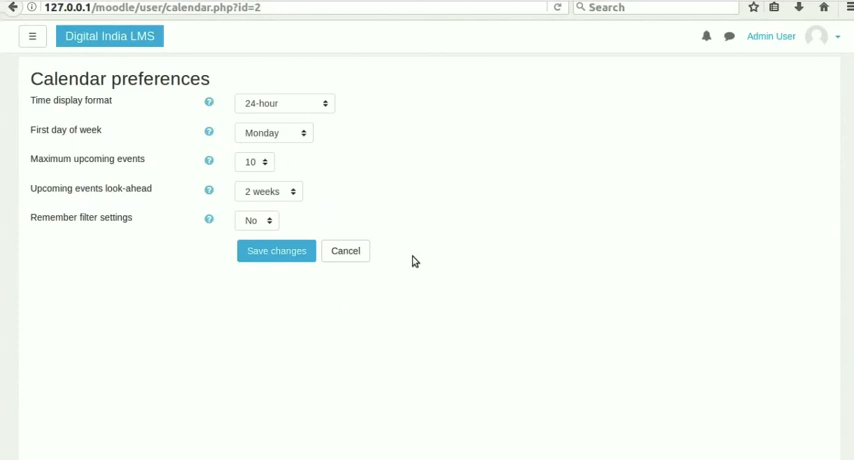 127.0.0.1/moodle/user/calendar.php?id=2
Search
Digital India LMS
Admin User
Calendar preferences
Time display format
24-hour
First day of week
Monday
Maximum upcoming events
10
Upcoming events look-ahead
2 weeks
Remember filter settings
No
Save changes
Cancel